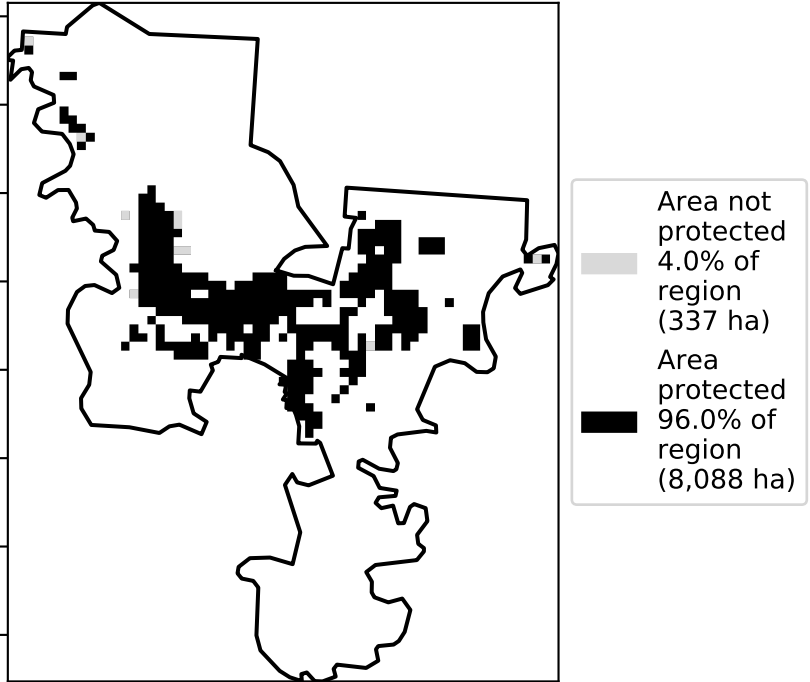 Area not
protected
4.0% of
region
(337 ha)
Area
protected
96.0% of
region
(8,088 ha)